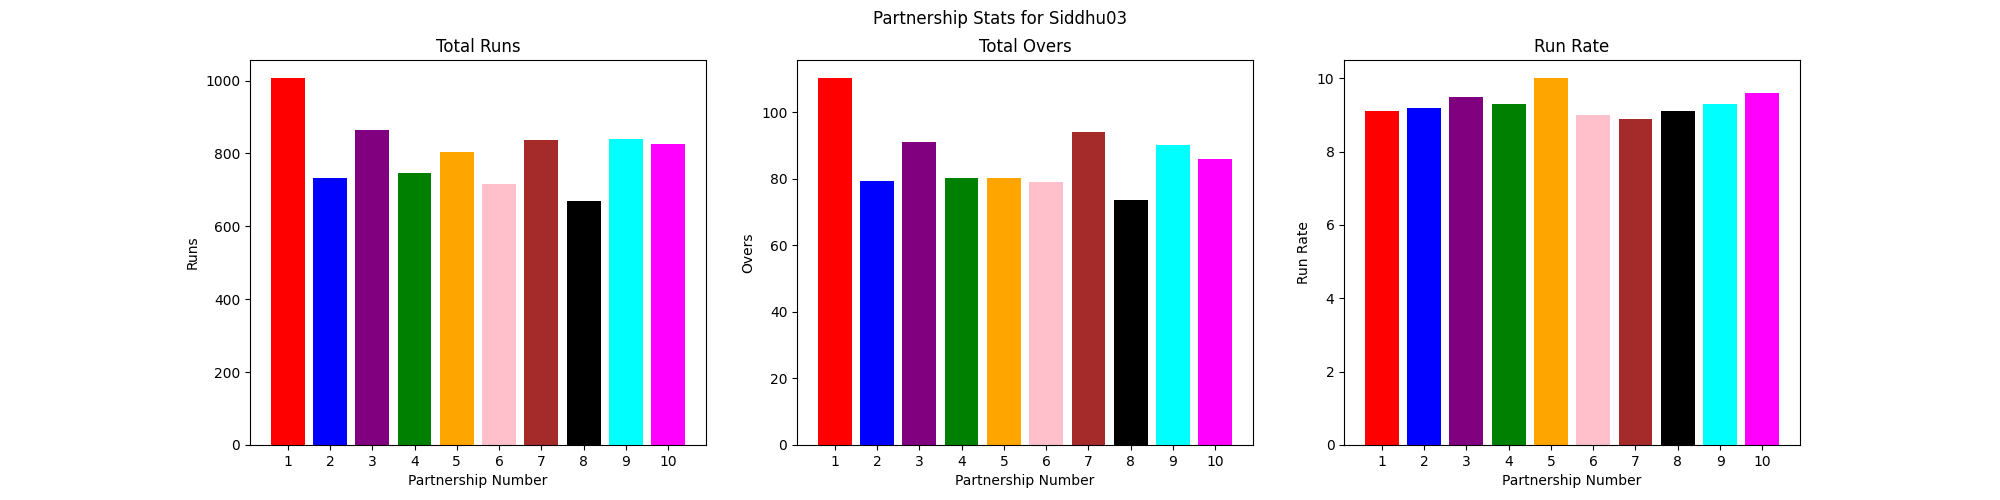 Partnership Stats for Siddhu03
Total Runs
Runs
1000
800
600
400
200
0
1 2 3 4 5 6 7 8 9 10
Partnership Number
Total Overs
Overs
100
80
60
40
20
0
1 2 3 4 5 6 7 8 9 10
Partnership Number
Run Rate
Run Rate
10
8
6
4
2
0
1 2 3 4 5 6 7 8 9 10
Partnership Number